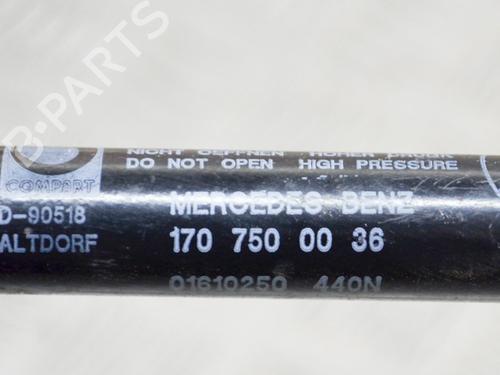 B-PARTS
NICHT OEFFNEN HOHER DRUCK
DO NOT OPEN HIGH PRESSURE
COMPART
MERCEDES BENZ
D-90518
ALTDORF
170 750 00 36
01610250 440N